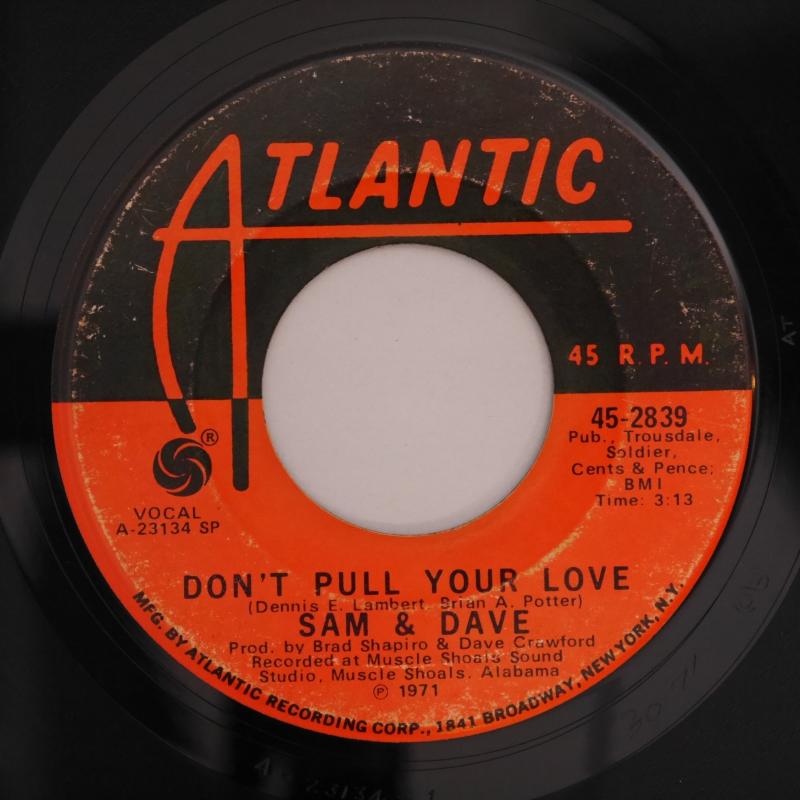 ATLANTIC
45 R.P.M.
45-2839
Pub., Trousdale,
Soldier,
Cents & Pence;
BMI
Time: 3:13
®
VOCAL
A-23134 SP
DON'T PULL YOUR LOVE
(Dennis E. Lambert, Brian A. Potter)
SAM & DAVE
Prod. by Brad Shapiro & Dave Crawford
Recorded at Muscle Shoals Sound
Studio, Muscle Shoals. Alabama
℗ 1971
MFG. BY ATLANTIC RECORDING CORP., 1841 BROADWAY, NEW YORK, N.Y.
AT